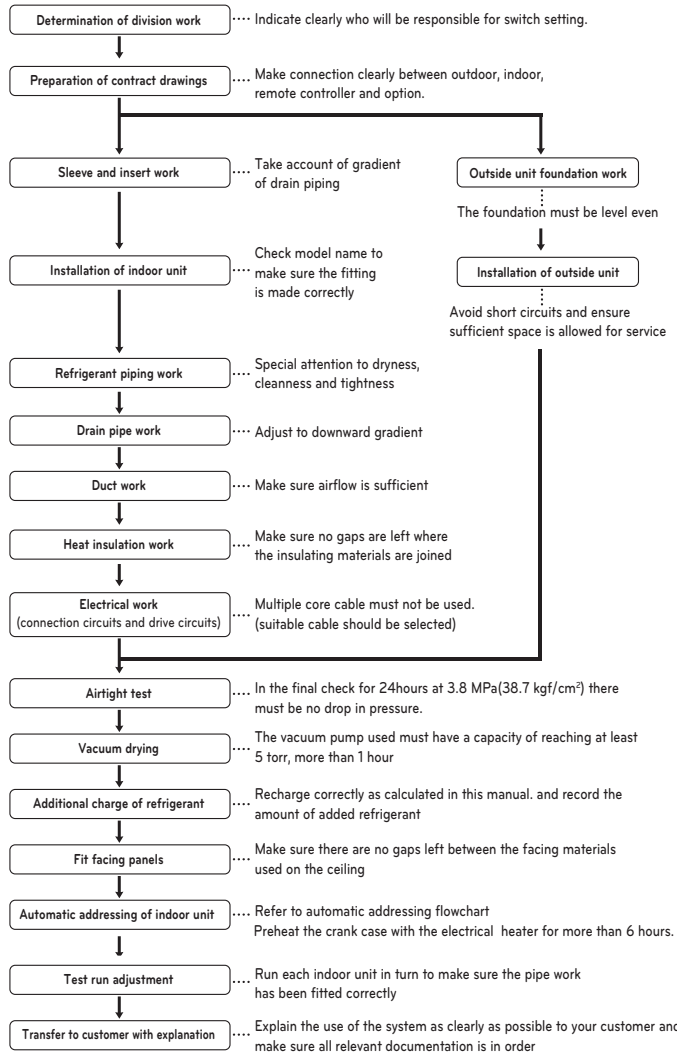 Determination of division work
Indicate clearly who will be responsible for switch setting.
Preparation of contract drawings
Make connection clearly between outdoor, indoor,
remote controller and option.
Sleeve and insert work
Take account of gradient
of drain piping
Outside unit foundation work
The foundation must be level even
Installation of indoor unit
Check model name to
make sure the fitting
is made correctly
Installation of outside unit
Avoid short circuits and ensure
sufficient space is allowed for service
Refrigerant piping work
Special attention to dryness,
cleanness and tightness
Drain pipe work
Adjust to downward gradient
Duct work
Make sure airflow is sufficient
Heat insulation work
Make sure no gaps are left where
the insulating materials are joined
Electrical work
(connection circuits and drive circuits)
Multiple core cable must not be used.
(suitable cable should be selected)
Airtight test
In the final check for 24hours at 3.8 MPa(38.7 kgf/cm²) there
must be no drop in pressure.
Vacuum drying
The vacuum pump used must have a capacity of reaching at least
5 torr, more than 1 hour
Additional charge of refrigerant
Recharge correctly as calculated in this manual. and record the
amount of added refrigerant
Fit facing panels
Make sure there are no gaps left between the facing materials
used on the ceiling
Automatic addressing of indoor unit
Refer to automatic addressing flowchart
Preheat the crank case with the electrical heater for more than 6 hours.
Test run adjustment
Run each indoor unit in turn to make sure the pipe work
has been fitted correctly
Transfer to customer with explanation
Explain the use of the system as clearly as possible to your customer and
make sure all relevant documentation is in order